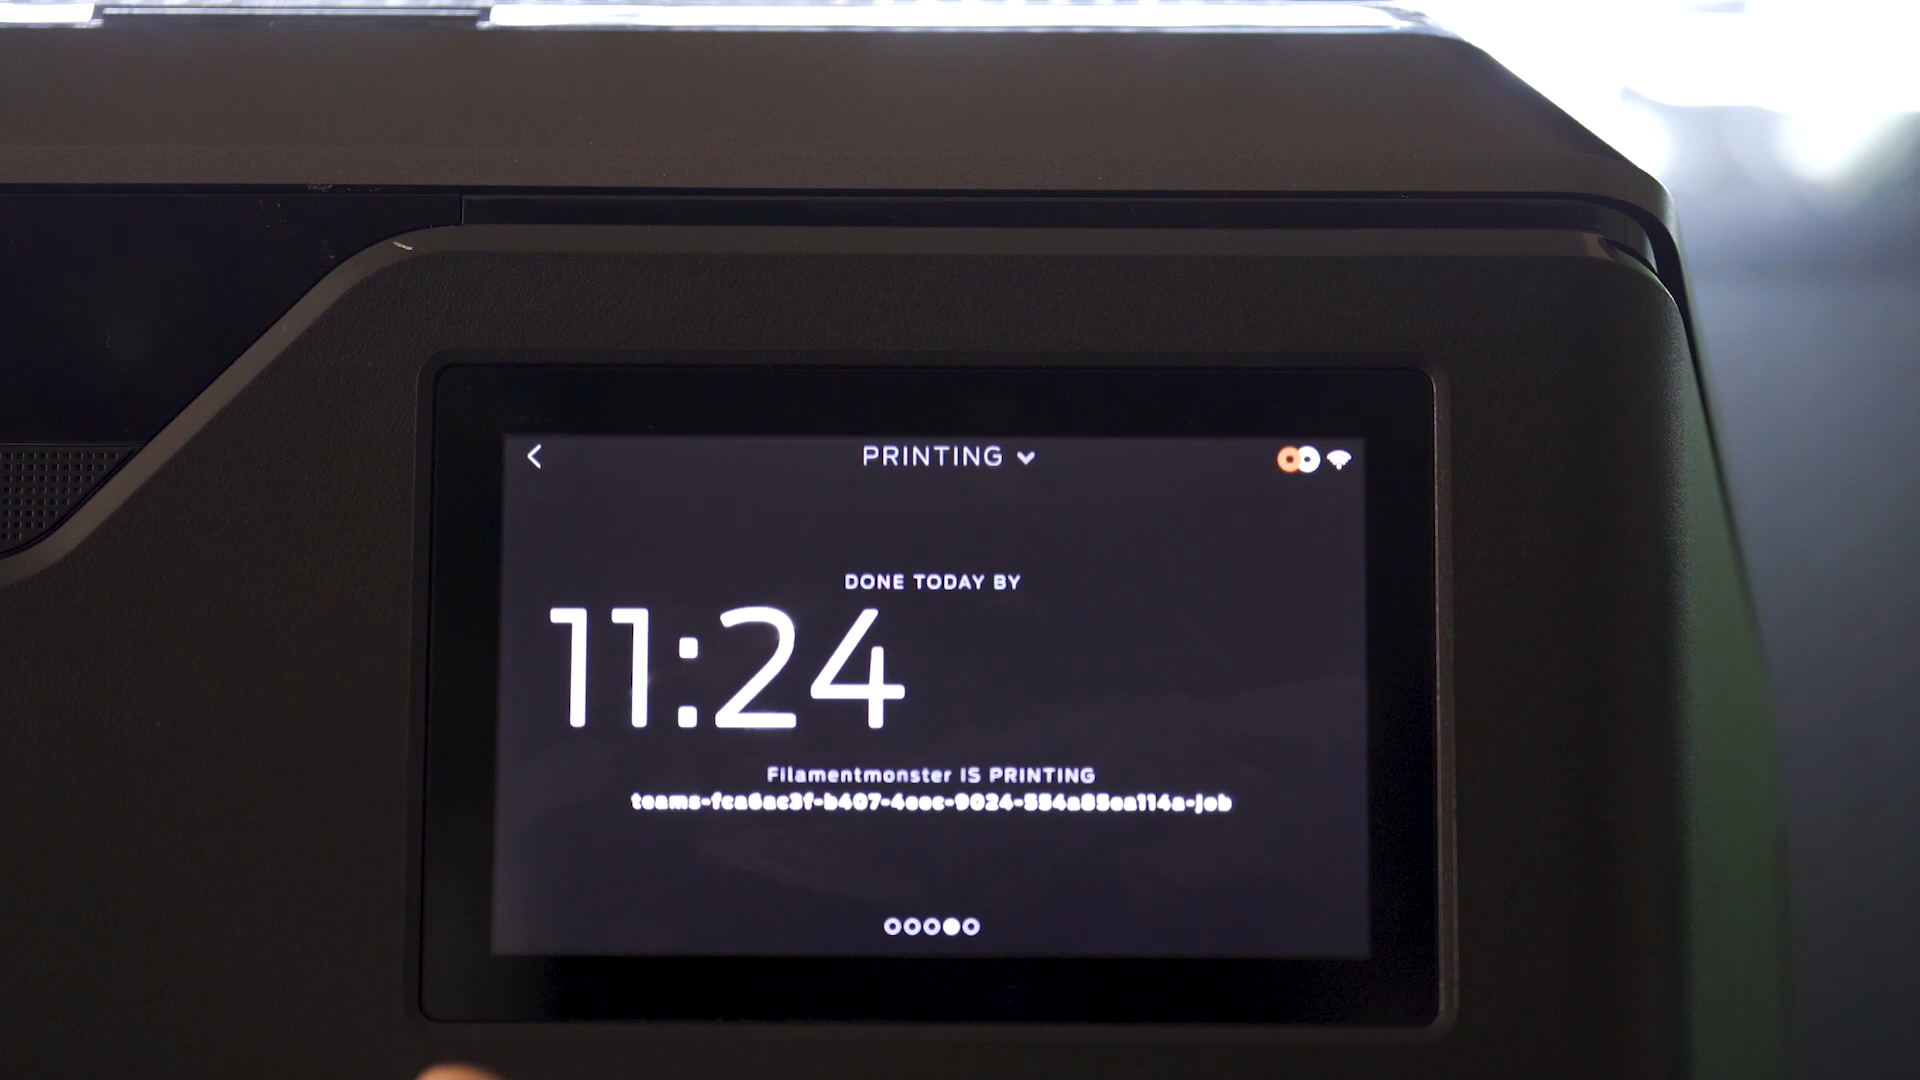 PRINTING
DONE TODAY BY
11:24
Filamentmonster IS PRINTING
teams-fca6ac3f-b407-4eec-9024-554a85ea114a-job